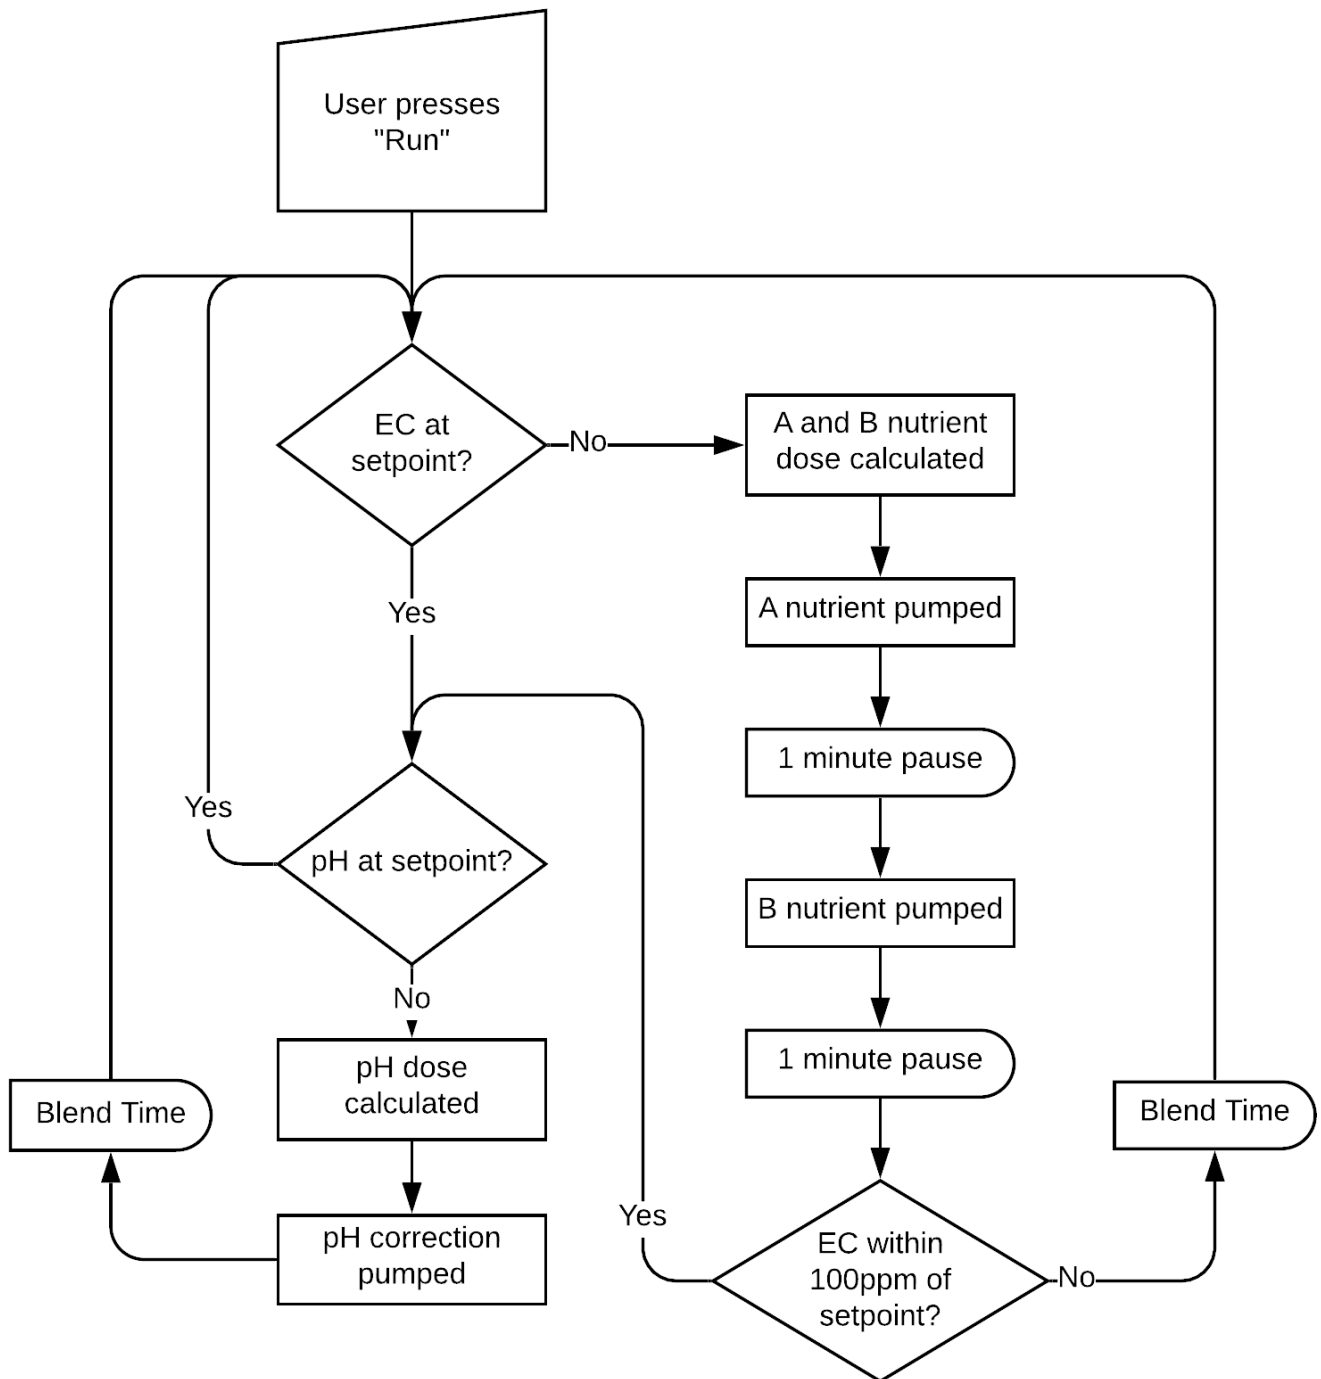 User presses
"Run"
EC at
setpoint?
No
A and B nutrient
dose calculated
Yes
A nutrient pumped
1 minute pause
Yes
pH at setpoint?
B nutrient pumped
No
1 minute pause
pH dose
calculated
Blend Time
Blend Time
pH correction
pumped
Yes
EC within
100ppm of
setpoint?
No